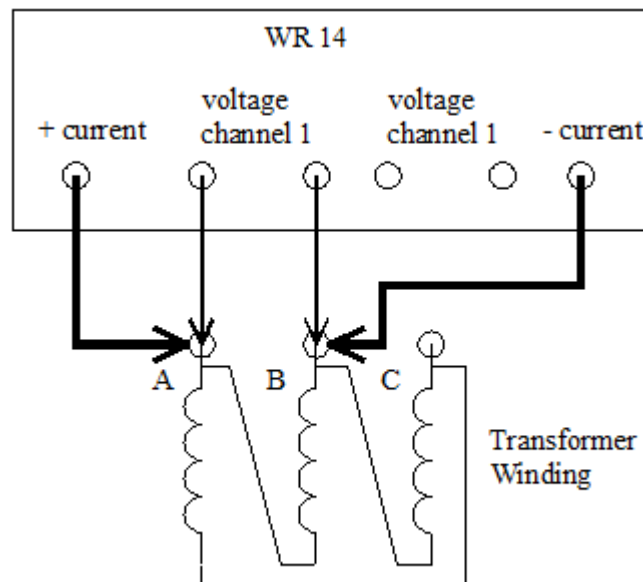 WR 14
+ current
voltage
channel 1
voltage
channel 1
- current
A
B
C
Transformer
Winding